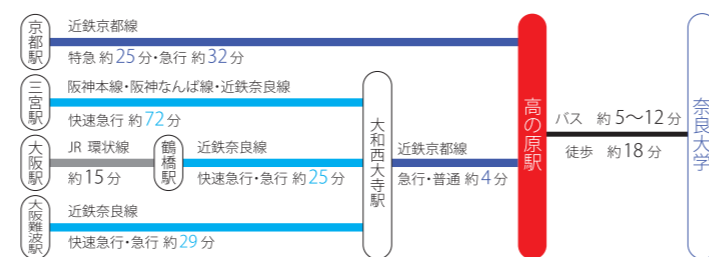 京都駅
近鉄京都線
特急 約25分・急行 約32分
三宮駅
阪神本線・阪神なんば線・近鉄奈良線
快速急行 約72分
大阪駅
JR 環状線
約15分
鶴橋駅
近鉄奈良線
快速急行・急行 約25分
大阪難波駅
近鉄奈良線
快速急行・急行 約29分
大和西大寺駅
近鉄京都線
急行・普通 約4分
高の原駅
バス 約5〜12分
徒歩 約18分
奈良大学